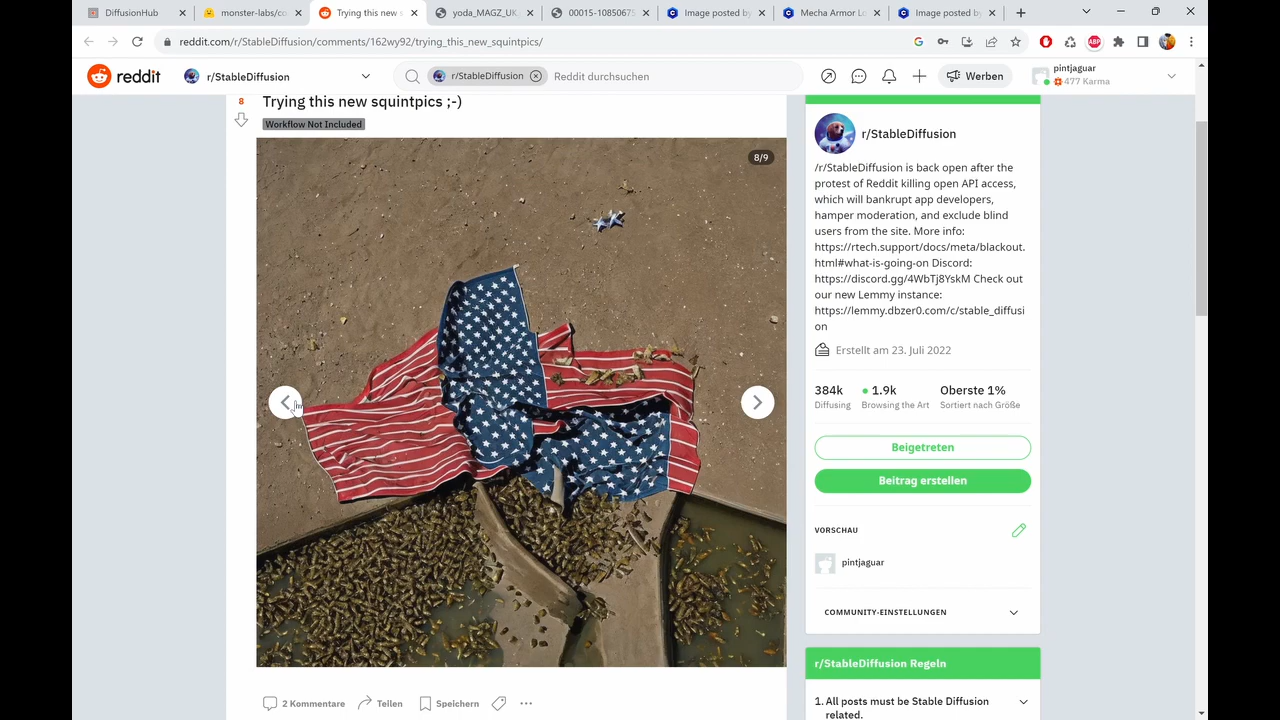 DiffusionHub
monster-labs/co
Trying this new s
yoda_MAGZ_UK.
00015-10850675
Image posted by
Mecha Armor Lo
Image posted by
reddit.com/r/StableDiffusion/comments/162wy92/trying_this_new_squintpics/
reddit
r/StableDiffusion
r/StableDiffusion
Reddit durchsuchen
Werben
pintjaguar
477 Karma
8
Trying this new squintpics ;-)
Workflow Not Included
8/9
2 Kommentare
Teilen
Speichern
r/StableDiffusion
/r/StableDiffusion is back open after the
protest of Reddit killing open API access,
which will bankrupt app developers,
hamper moderation, and exclude blind
users from the site. More info:
https://rtech.support/docs/meta/blackout.
html#what-is-going-on Discord:
https://discord.gg/4WbTj8YskM Check out
our new Lemmy instance:
https://lemmy.dbzer0.com/c/stable_diffusi
on
Erstellt am 23. Juli 2022
384k 1.9k Oberste 1%
Diffusing Browsing the Art Sortiert nach Größe
Beigetreten
Beitrag erstellen
VORSCHAU
pintjaguar
COMMUNITY-EINSTELLUNGEN
r/StableDiffusion Regeln
1. All posts must be Stable Diffusion
related.